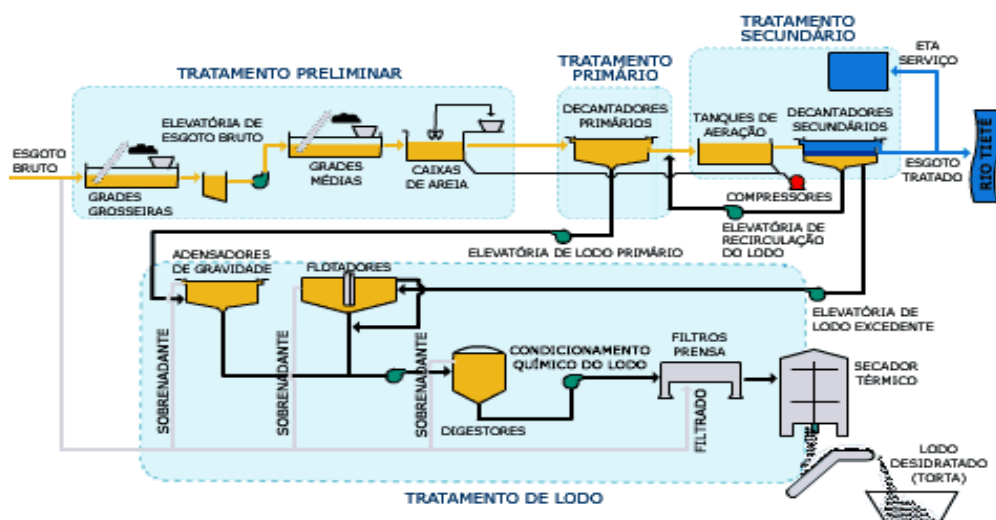 TRATAMENTO
SECUNDÁRIO
ETA
SERVIÇO
TRATAMENTO
PRIMÁRIO
TRATAMENTO PRELIMINAR
DECANTADORES
PRIMÁRIOS
TANQUES DE
AERAÇÃO
DECANTADORES
SECUNDÁRIOS
ELEVATÓRIA DE
ESGOTO BRUTO
ESGOTO
BRUTO
GRADES
GROSSEIRAS
GRADES
MÉDIAS
CAIXAS
DE AREIA
COMPRESSORES
ESGOTO
TRATADO
RIO TIETÊ
ELEVATÓRIA DE LODO PRIMÁRIO
ELEVATÓRIA DE
RECIRCULAÇÃO
DO LODO
ADENSADORES
DE GRAVIDADE
FLOTADORES
ELEVATÓRIA DE
LODO EXCEDENTE
SOBRENADANTE
SOBRENADANTE
SOBRENADANTE
CONDICIONAMENTO
QUÍMICO DO LODO
DIGESTORES
FILTROS
PRENSA
FILTRADO
SECADOR
TÉRMICO
LODO
DESIDRATADO
(TORTA)
TRATAMENTO DE LODO